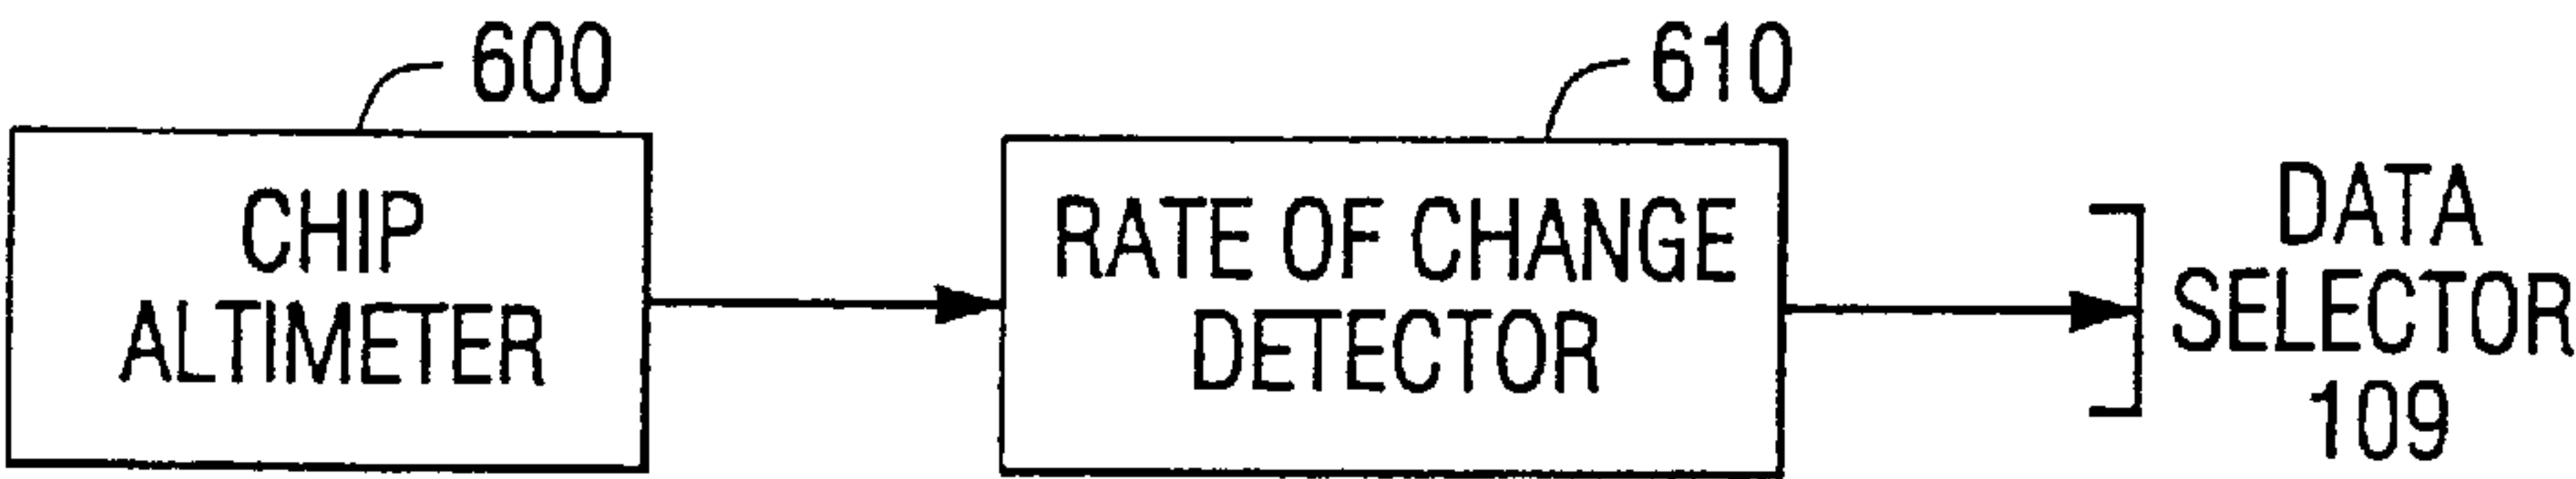 600
CHIP
ALTIMETER
610
RATE OF CHANGE
DETECTOR
DATA
SELECTOR
109